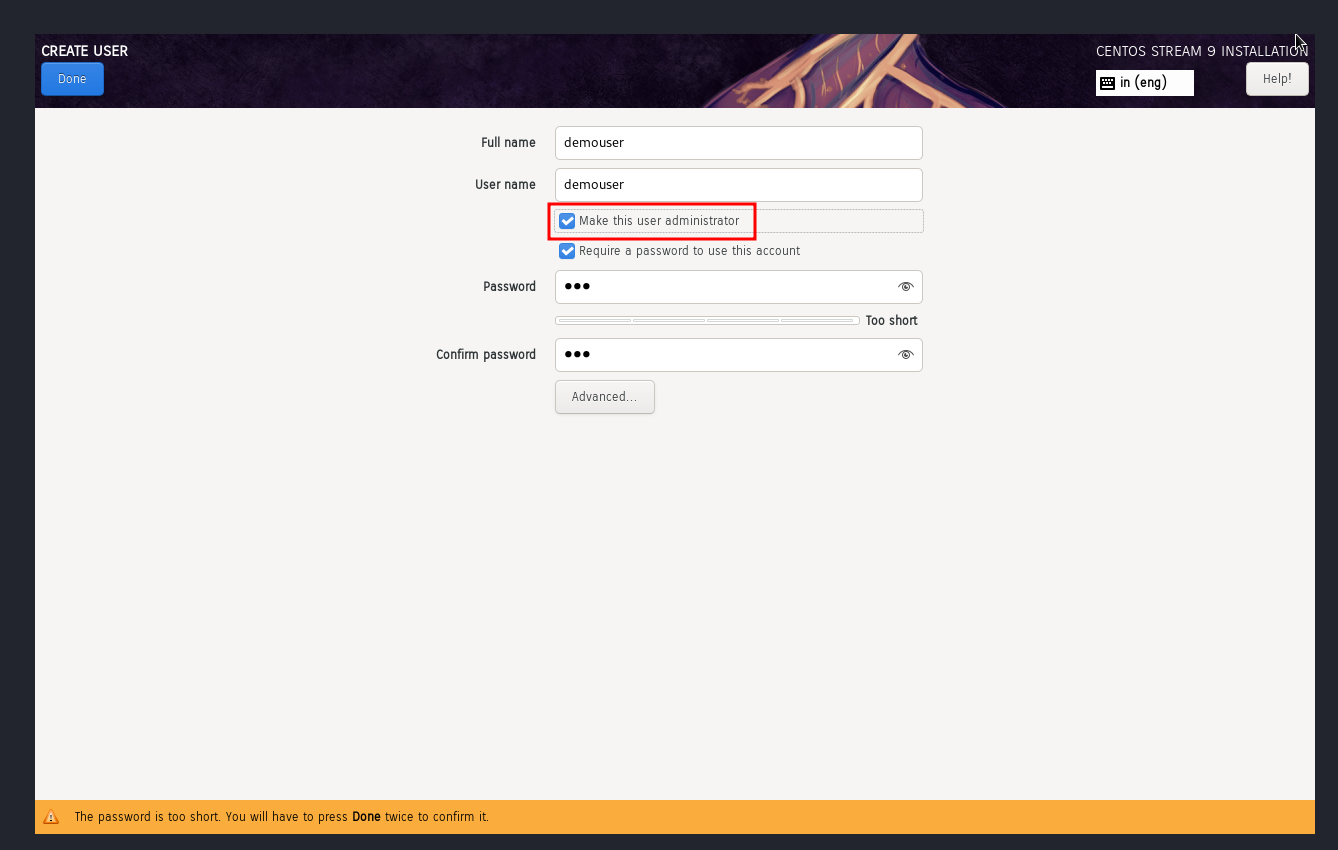 CREATE USER
CENTOS STREAM 9 INSTALLATION
Done
in (eng)
Help!
Full name
demouser
User name
demouser
Make this user administrator
Require a password to use this account
Password
•••
Too short
Confirm password
•••
Advanced...
The password is too short. You will have to press Done twice to confirm it.